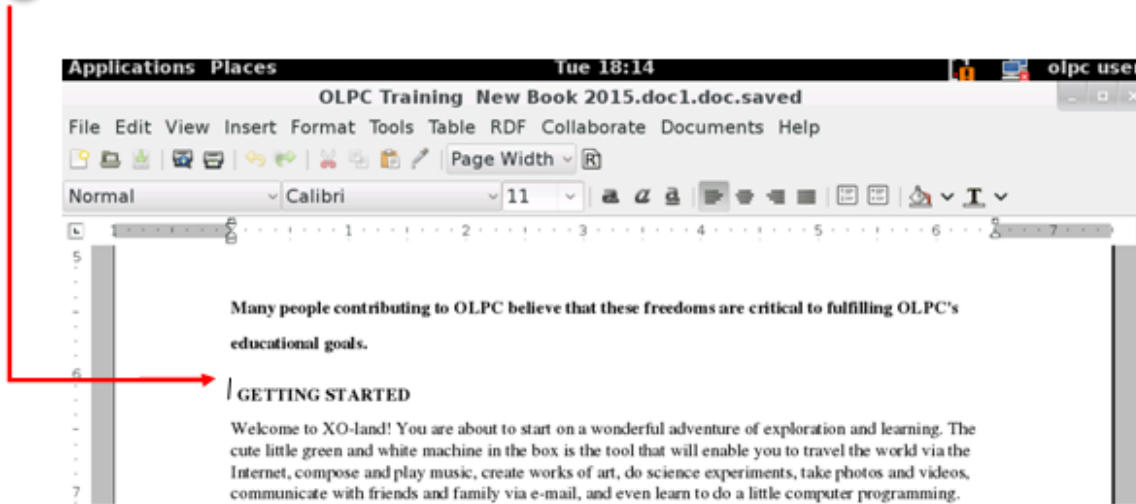 Applications Places Tue 18:14 olpc user
OLPC Training New Book 2015.doc1.doc.saved
File Edit View Insert Format Tools Table RDF Collaborate Documents Help
Page Width R
Normal Calibri 11 a a a T
1 1 2 3 4 5 6 7
5
Many people contributing to OLPC believe that these freedoms are critical to fulfilling OLPC's
educational goals.
6
GETTING STARTED
Welcome to XO-land! You are about to start on a wonderful adventure of exploration and learning. The
cute little green and white machine in the box is the tool that will enable you to travel the world via the
Internet, compose and play music, create works of art, do science experiments, take photos and videos,
7 communicate with friends and family via e-mail, and even learn to do a little computer programming.